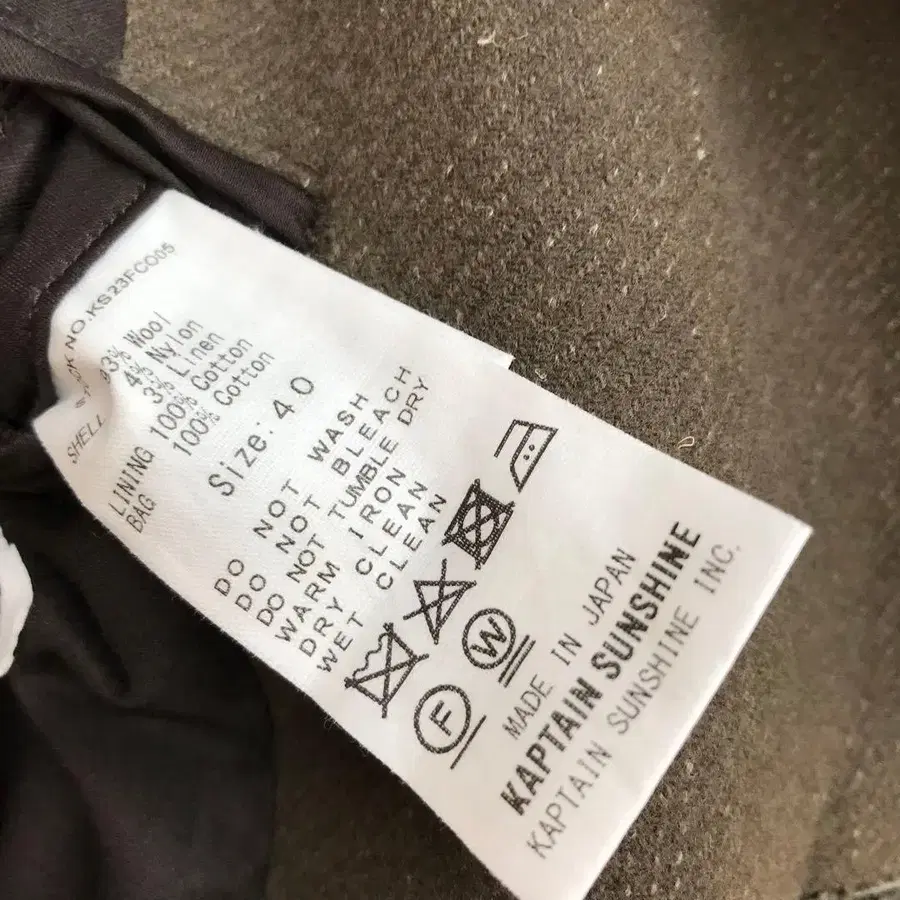 STOCK NO.KS23FCO05
SHELL 93% Wool
4% Nylon
3% Linen
LINING 100% Cotton
BAG 100% Cotton
Size: 40
DO NOT WASH
DO NOT BLEACH
DO NOT TUMBLE DRY
WARM IRON
DRY CLEAN
WET CLEAN
F
W
MADE IN JAPAN
KAPTAIN SUNSHINE
KAPTAIN SUNSHINE INC.